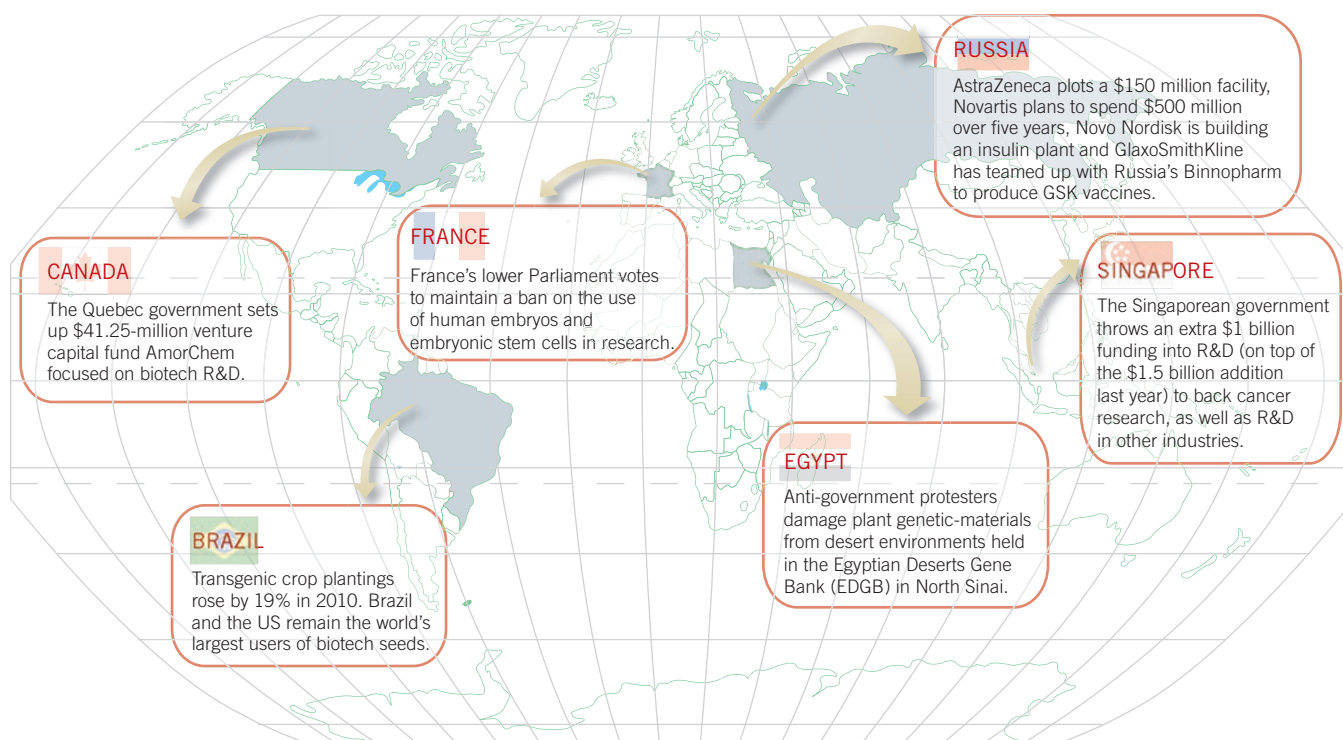 RUSSIA
AstraZeneca plots a $150 million facility,
Novartis plans to spend $500 million
over five years, Novo Nordisk is building
an insulin plant and GlaxoSmithKline
has teamed up with Russia's Binnopharm
to produce GSK vaccines.
CANADA
The Quebec government sets
up $41.25-million venture
capital fund AmorChem
focused on biotech R&D.
FRANCE
France's lower Parliament votes
to maintain a ban on the use
of human embryos and
embryonic stem cells in research.
SINGAPORE
The Singaporean government
throws an extra $1 billion
funding into R&D (on top of
the $1.5 billion addition
last year) to back cancer
research, as well as R&D
in other industries.
BRAZIL
Transgenic crop plantings
rose by 19% in 2010. Brazil
and the US remain the world's
largest users of biotech seeds.
EGYPT
Anti-government protesters
damage plant genetic-materials
from desert environments held
in the Egyptian Deserts Gene
Bank (EDGB) in North Sinai.